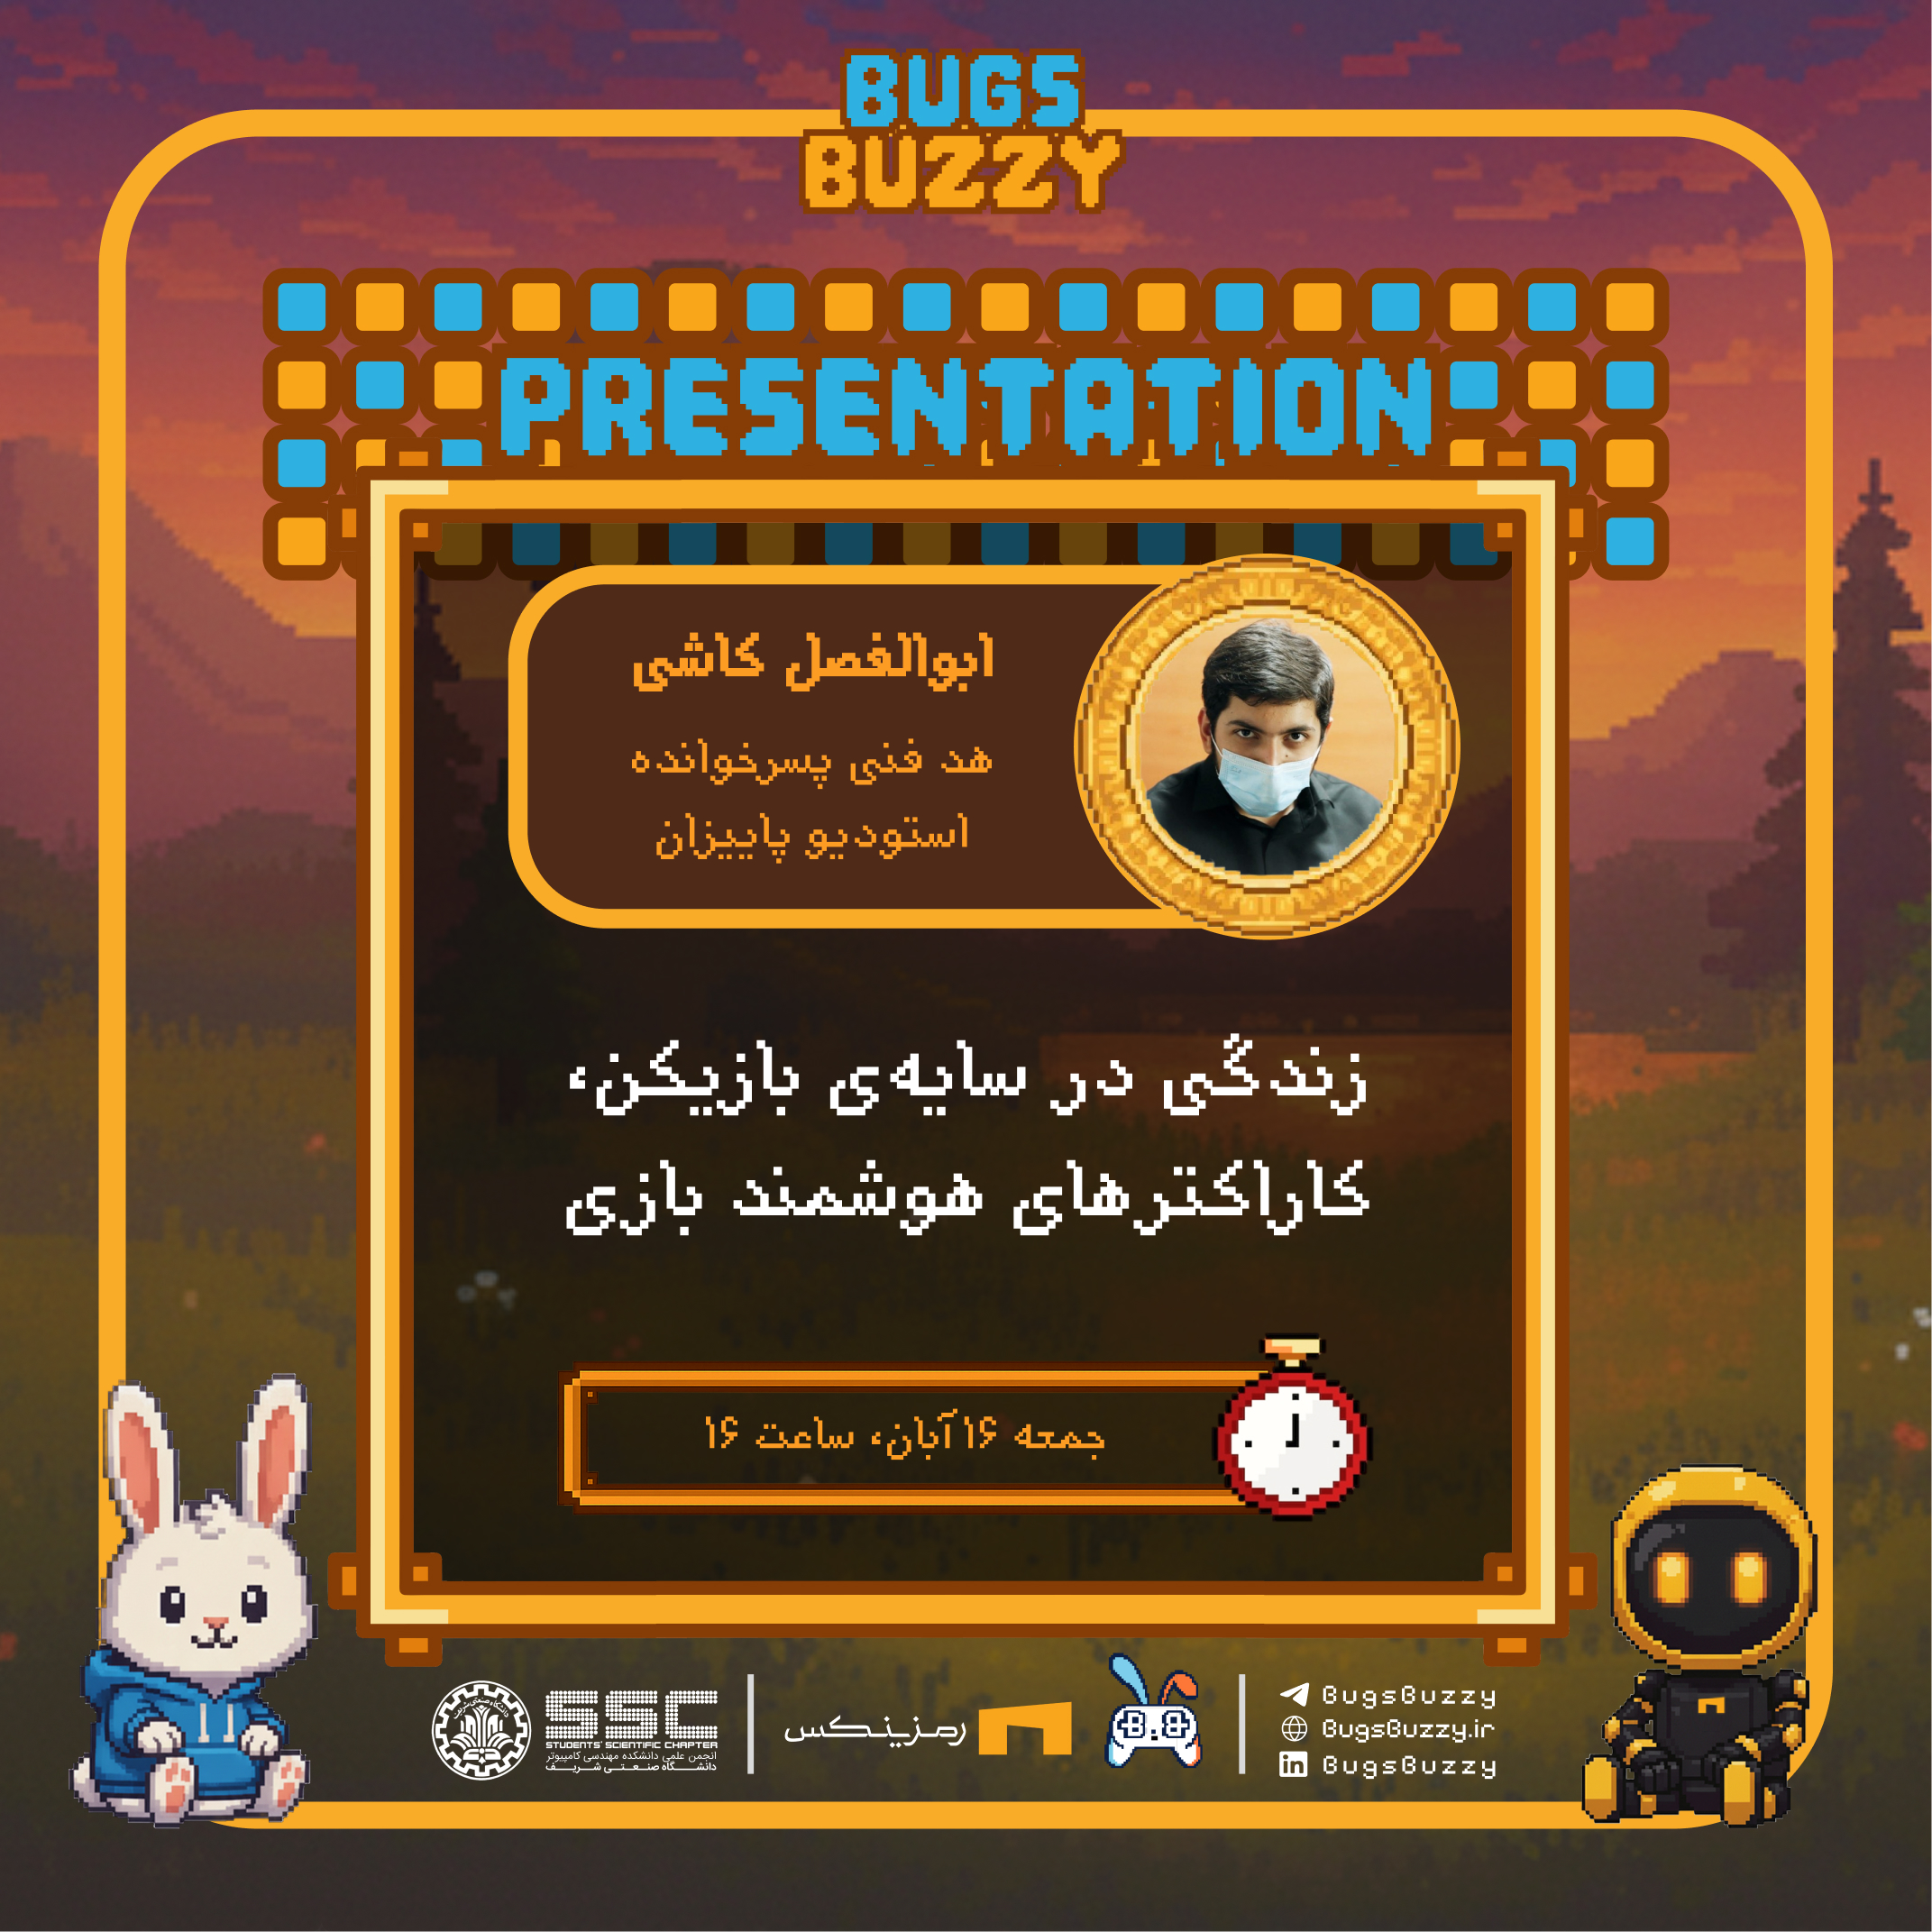 BUGS
BUZZY
PRESENTATION
ابوالفضل کاشی
هد فنی پسرخوانده
استودیو پاییزان
زندگی در سایه‌ی بازیکن،
کاراکترهای هوشمند بازی
جمعه ۱۶ آبان، ساعت ۱۶
SSC
STUDENTS' SCIENTIFIC CHAPTER
انجمن علمی دانشکده مهندسی کامپیوتر
دانشگاه صنعتی شریف
رمزینکس
B.B
BugsBuzzy
BugsBuzzy.ir
in BugsBuzzy